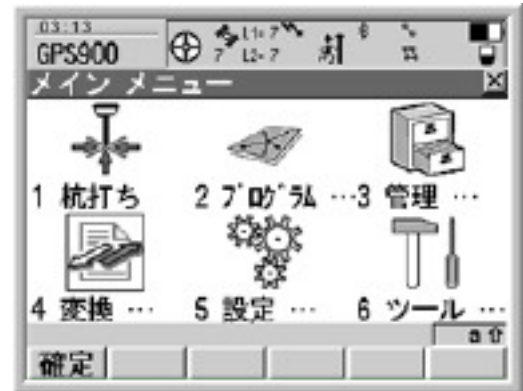 03:13
GPS900 7 L1= 7
L2= 7
メイン メニュー
1 杭打ち 2 プログラム … 3 管理 …
4 変換 … 5 設定 … 6 ツール …
a
確定